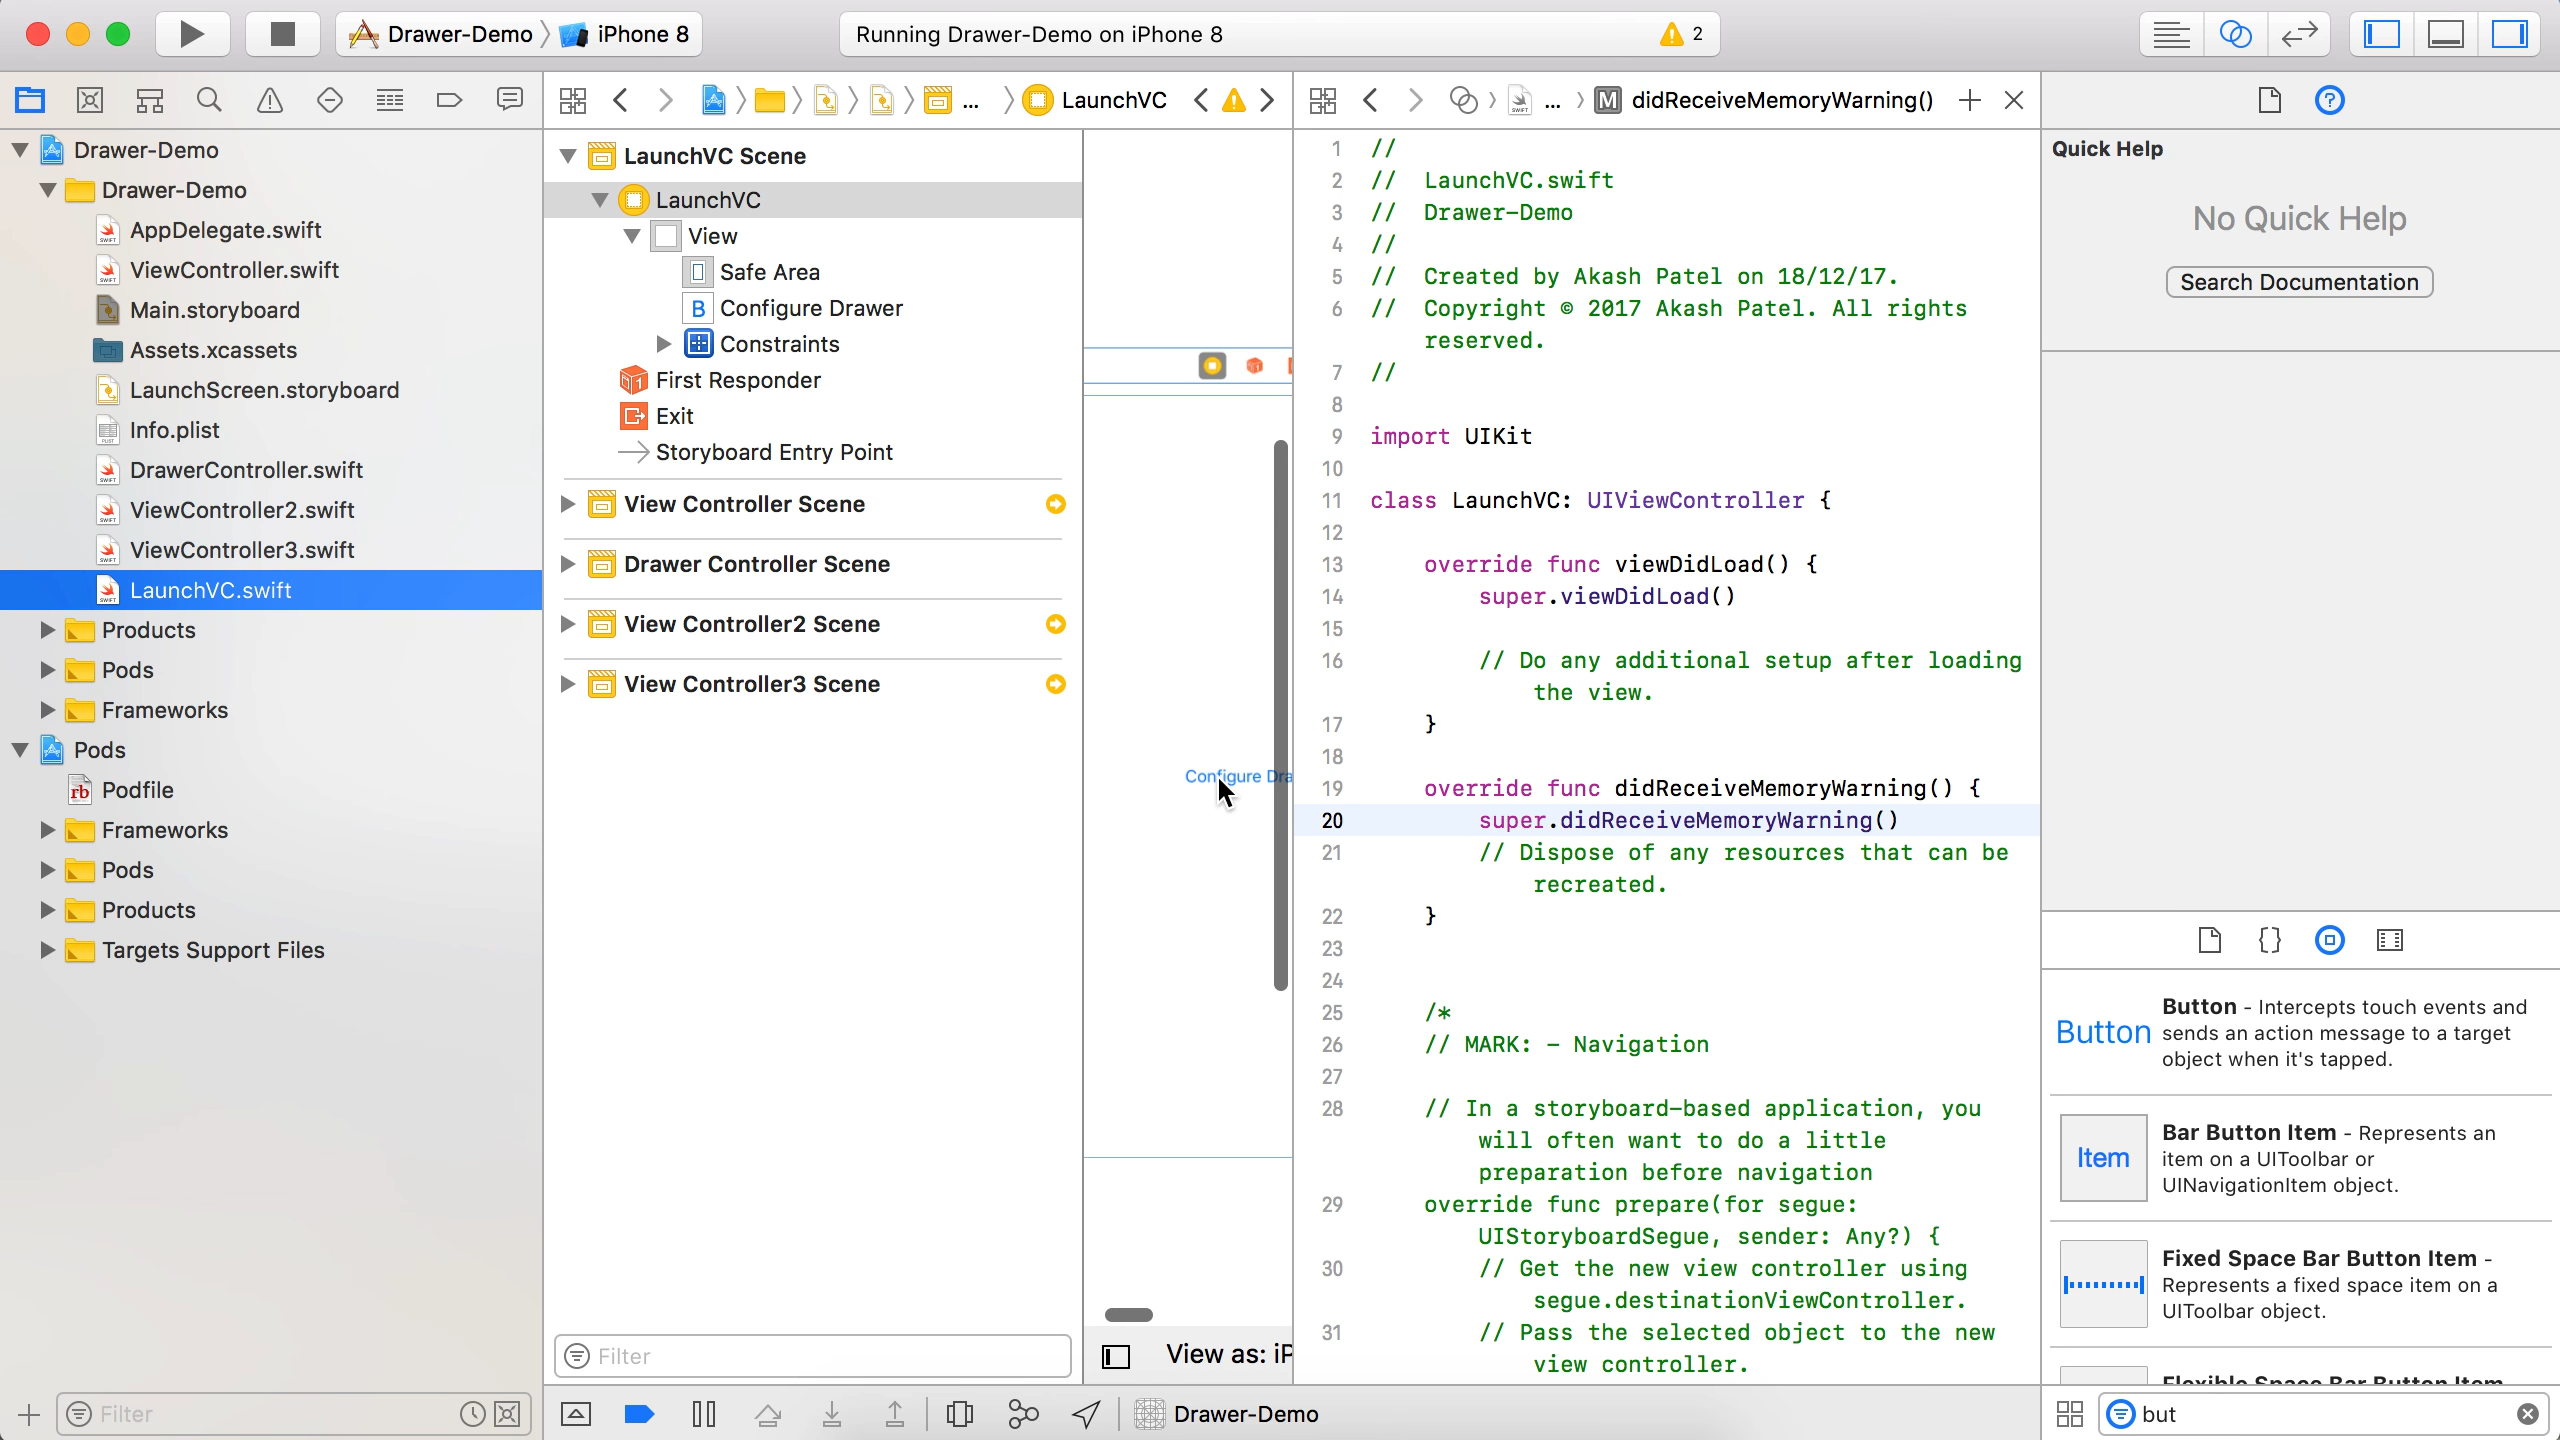 Drawer-Demo
iPhone 8
Running Drawer-Demo on iPhone 8
2
... LaunchVC
... M didReceiveMemoryWarning()
Drawer-Demo
Drawer-Demo
AppDelegate.swift
ViewController.swift
Main.storyboard
Assets.xcassets
LaunchScreen.storyboard
Info.plist
DrawerController.swift
ViewController2.swift
ViewController3.swift
LaunchVC.swift
Products
Pods
Frameworks
Pods
rb Podfile
Frameworks
Pods
Products
Targets Support Files
Filter
LaunchVC Scene
LaunchVC
View
Safe Area
B Configure Drawer
Constraints
First Responder
Exit
Storyboard Entry Point
View Controller Scene
Drawer Controller Scene
View Controller2 Scene
View Controller3 Scene
Filter
Configure Dra
View as: iP
1 //
2 //  LaunchVC.swift
3 //  Drawer-Demo
4 //
5 //  Created by Akash Patel on 18/12/17.
6 //  Copyright © 2017 Akash Patel. All rights
reserved.
7 //
8
9 import UIKit
10
11 class LaunchVC: UIViewController {
12
13 override func viewDidLoad() {
14 super.viewDidLoad()
15
16 // Do any additional setup after loading
the view.
17 }
18
19 override func didReceiveMemoryWarning() {
20 super.didReceiveMemoryWarning()
21 // Dispose of any resources that can be
recreated.
22 }
23
24
25 /*
26 // MARK: - Navigation
27
28 // In a storyboard-based application, you
will often want to do a little
preparation before navigation
29 override func prepare(for segue:
UIStoryboardSegue, sender: Any?) {
30 // Get the new view controller using
segue.destinationViewController.
31 // Pass the selected object to the new
view controller.
Drawer-Demo
Quick Help
No Quick Help
Search Documentation
Button
Button - Intercepts touch events and
sends an action message to a target
object when it's tapped.
Item
Bar Button Item - Represents an
item on a UIToolbar or
UINavigationItem object.
Fixed Space Bar Button Item -
Represents a fixed space item on a
UIToolbar object.
Flexible Space Bar Button Item
but